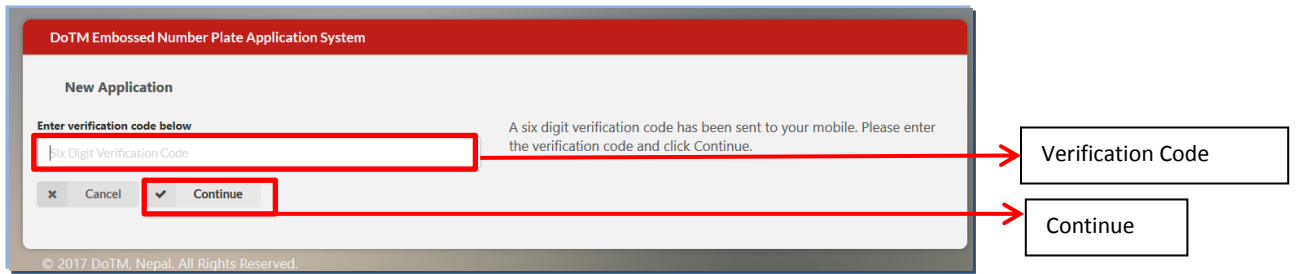 DoTM Embossed Number Plate Application System
New Application
Enter verification code below
Six Digit Verification Code
A six digit verification code has been sent to your mobile. Please enter
the verification code and click Continue.
Cancel
Continue
Verification Code
Continue
© 2017 DoTM, Nepal. All Rights Reserved.